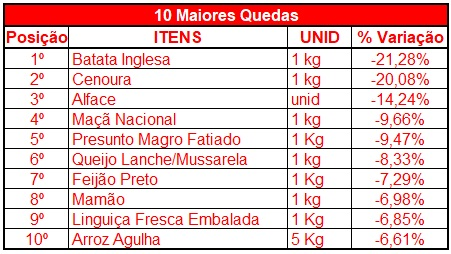 10 Maiores Quedas
Posição ITENS UNID % Variação
1º Batata Inglesa 1 kg -21,28%
2º Cenoura 1 kg -20,08%
3º Alface unid -14,24%
4º Maçã Nacional 1 kg -9,66%
5º Presunto Magro Fatiado 1 Kg -9,47%
6º Queijo Lanche/Mussarela 1 kg -8,33%
7º Feijão Preto 1 Kg -7,29%
8º Mamão 1 kg -6,98%
9º Linguiça Fresca Embalada 1 Kg -6,85%
10º Arroz Agulha 5 Kg -6,61%